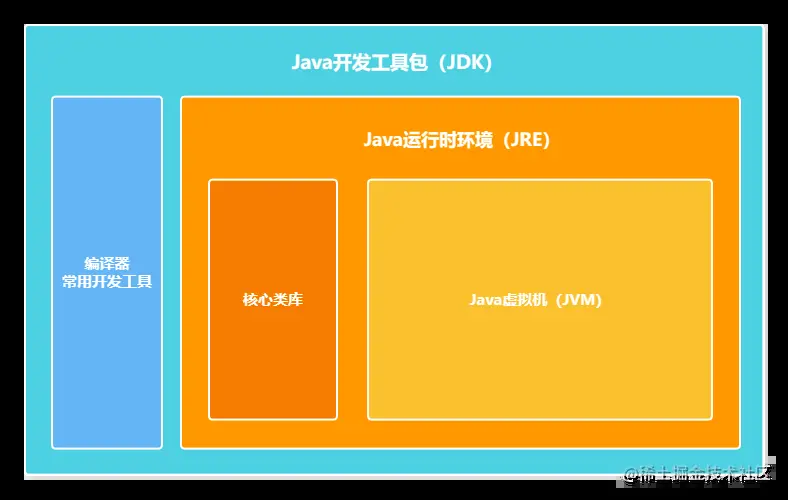 Java开发工具包（JDK）
Java运行时环境（JRE）
编译器
常用开发工具
核心类库
Java虚拟机（JVM）
@稀土掘金技术社区